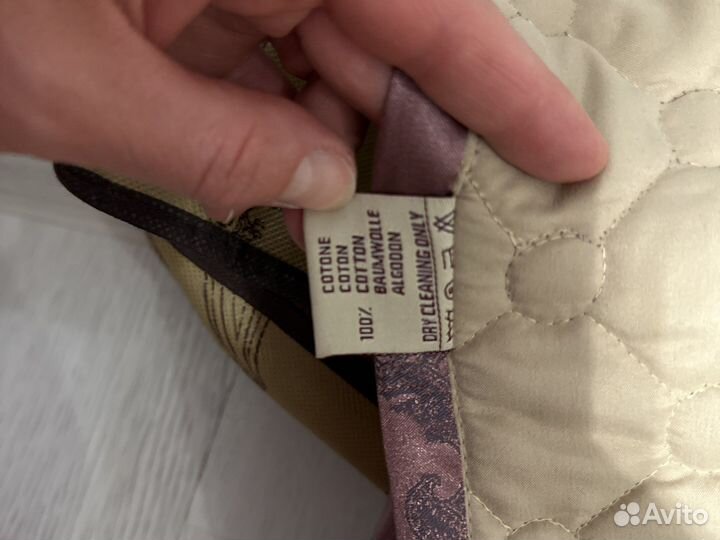 COTONE
COTON
100% COTTON
BAUMWOLLE
ALGODON
DRY CLEANING ONLY
Avito